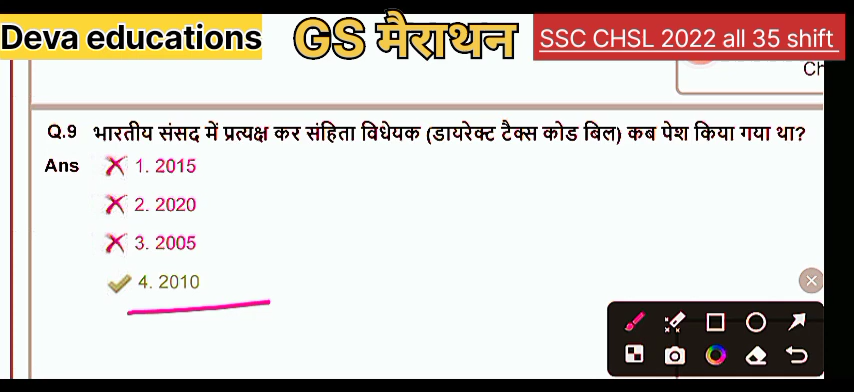 Deva educations GS मैराथन SSC CHSL 2022 all 35 shift
Ch
Q.9 भारतीय संसद में प्रत्यक्ष कर संहिता विधेयक (डायरेक्ट टैक्स कोड बिल) कब पेश किया गया था?
Ans 1. 2015
2. 2020
3. 2005
4. 2010